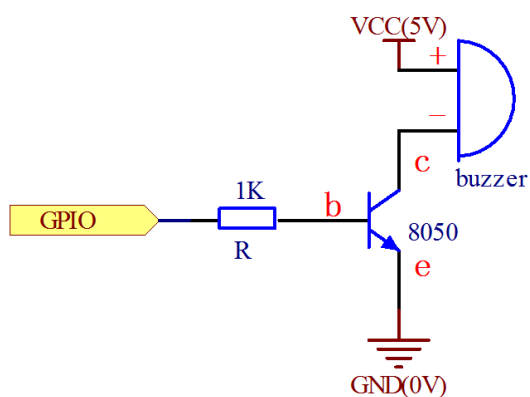 VCC(5V)
+
−
c
buzzer
1K
b
GPIO
R
8050
e
GND(0V)